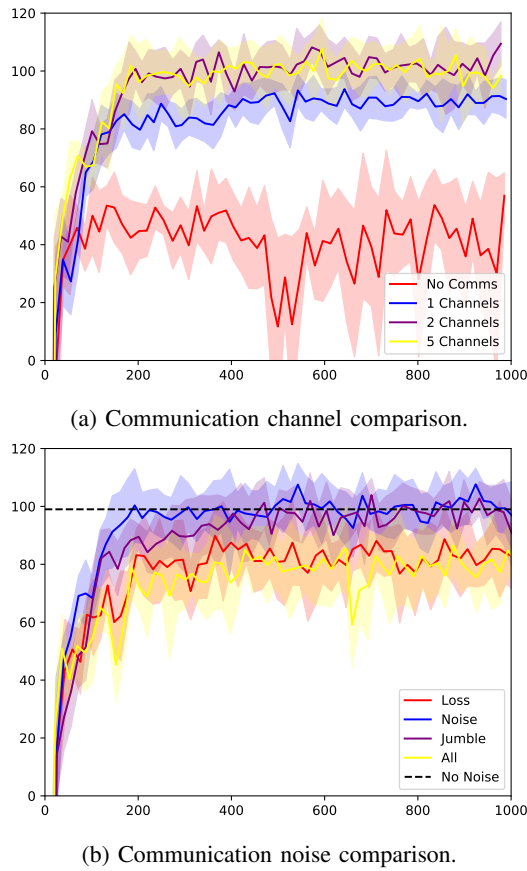 120
100
80
60
40
20
0
0 200 400 600 800 1000
No Comms
1 Channels
2 Channels
5 Channels
(a) Communication channel comparison.
120
100
80
60
40
20
0
0 200 400 600 800 1000
Loss
Noise
Jumble
All
No Noise
(b) Communication noise comparison.